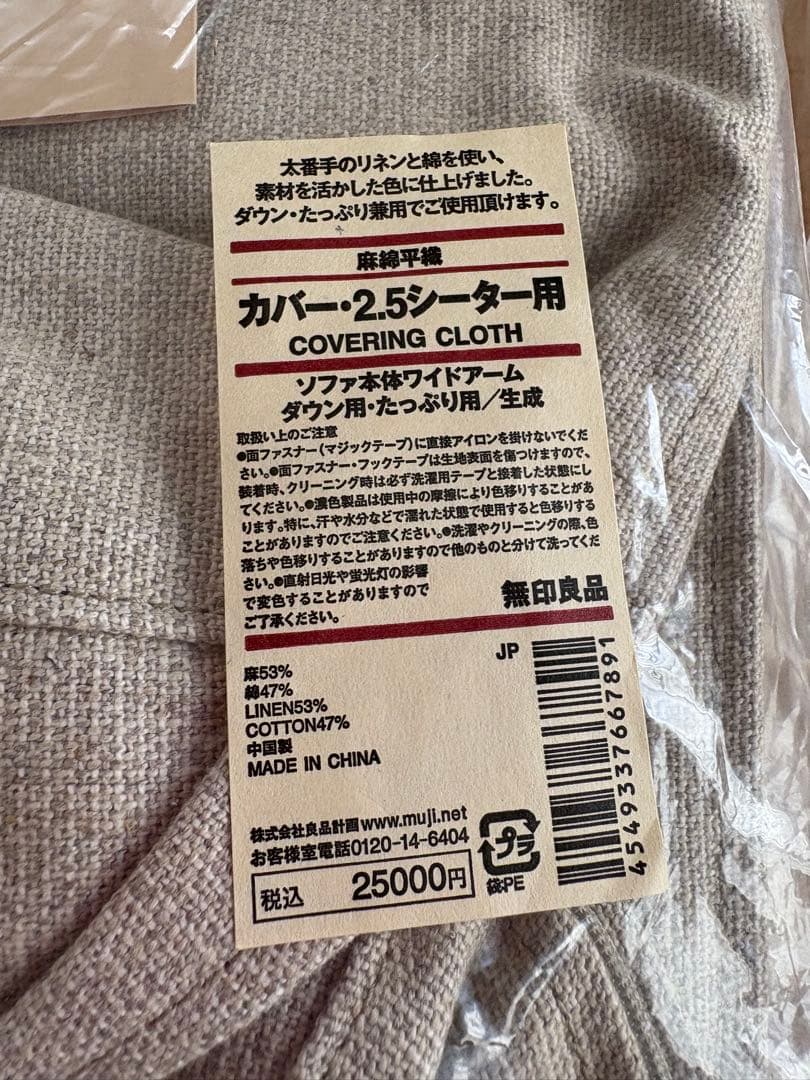 太番手のリネンと綿を使い、
素材を活かした色に仕上げました。
ダウン・たっぷり兼用でご使用頂けます。
麻綿平織
カバー・2.5シーター用
COVERING CLOTH
ソファ本体ワイドアーム
ダウン用・たっぷり用／生成
取扱い上のご注意
●面ファスナー(マジックテープ)に直接アイロンを掛けないでくだ
さい。●面ファスナー・フックテープは生地表面を傷つけますので、
装着時、クリーニング時は必ず洗濯用テープと接着した状態にし
てください。●濃色製品は使用中の摩擦により色移りすることがあ
ります。特に、汗や水分などで濡れた状態で使用すると色移りする
ことがありますのでご注意ください。●洗濯やクリーニングの際、色
落ちや色移りすることがありますので他のものと分けて洗ってくだ
さい。●直射日光や蛍光灯の影響
で変色することがありますので
ご了承ください。
無印良品
JP
麻53%
綿47%
LINEN53%
COTTON47%
中国製
MADE IN CHINA
株式会社良品計画www.muji.net
お客様室電話0120-14-6404
税込 25000円
プラ
袋:PE
4549337667891